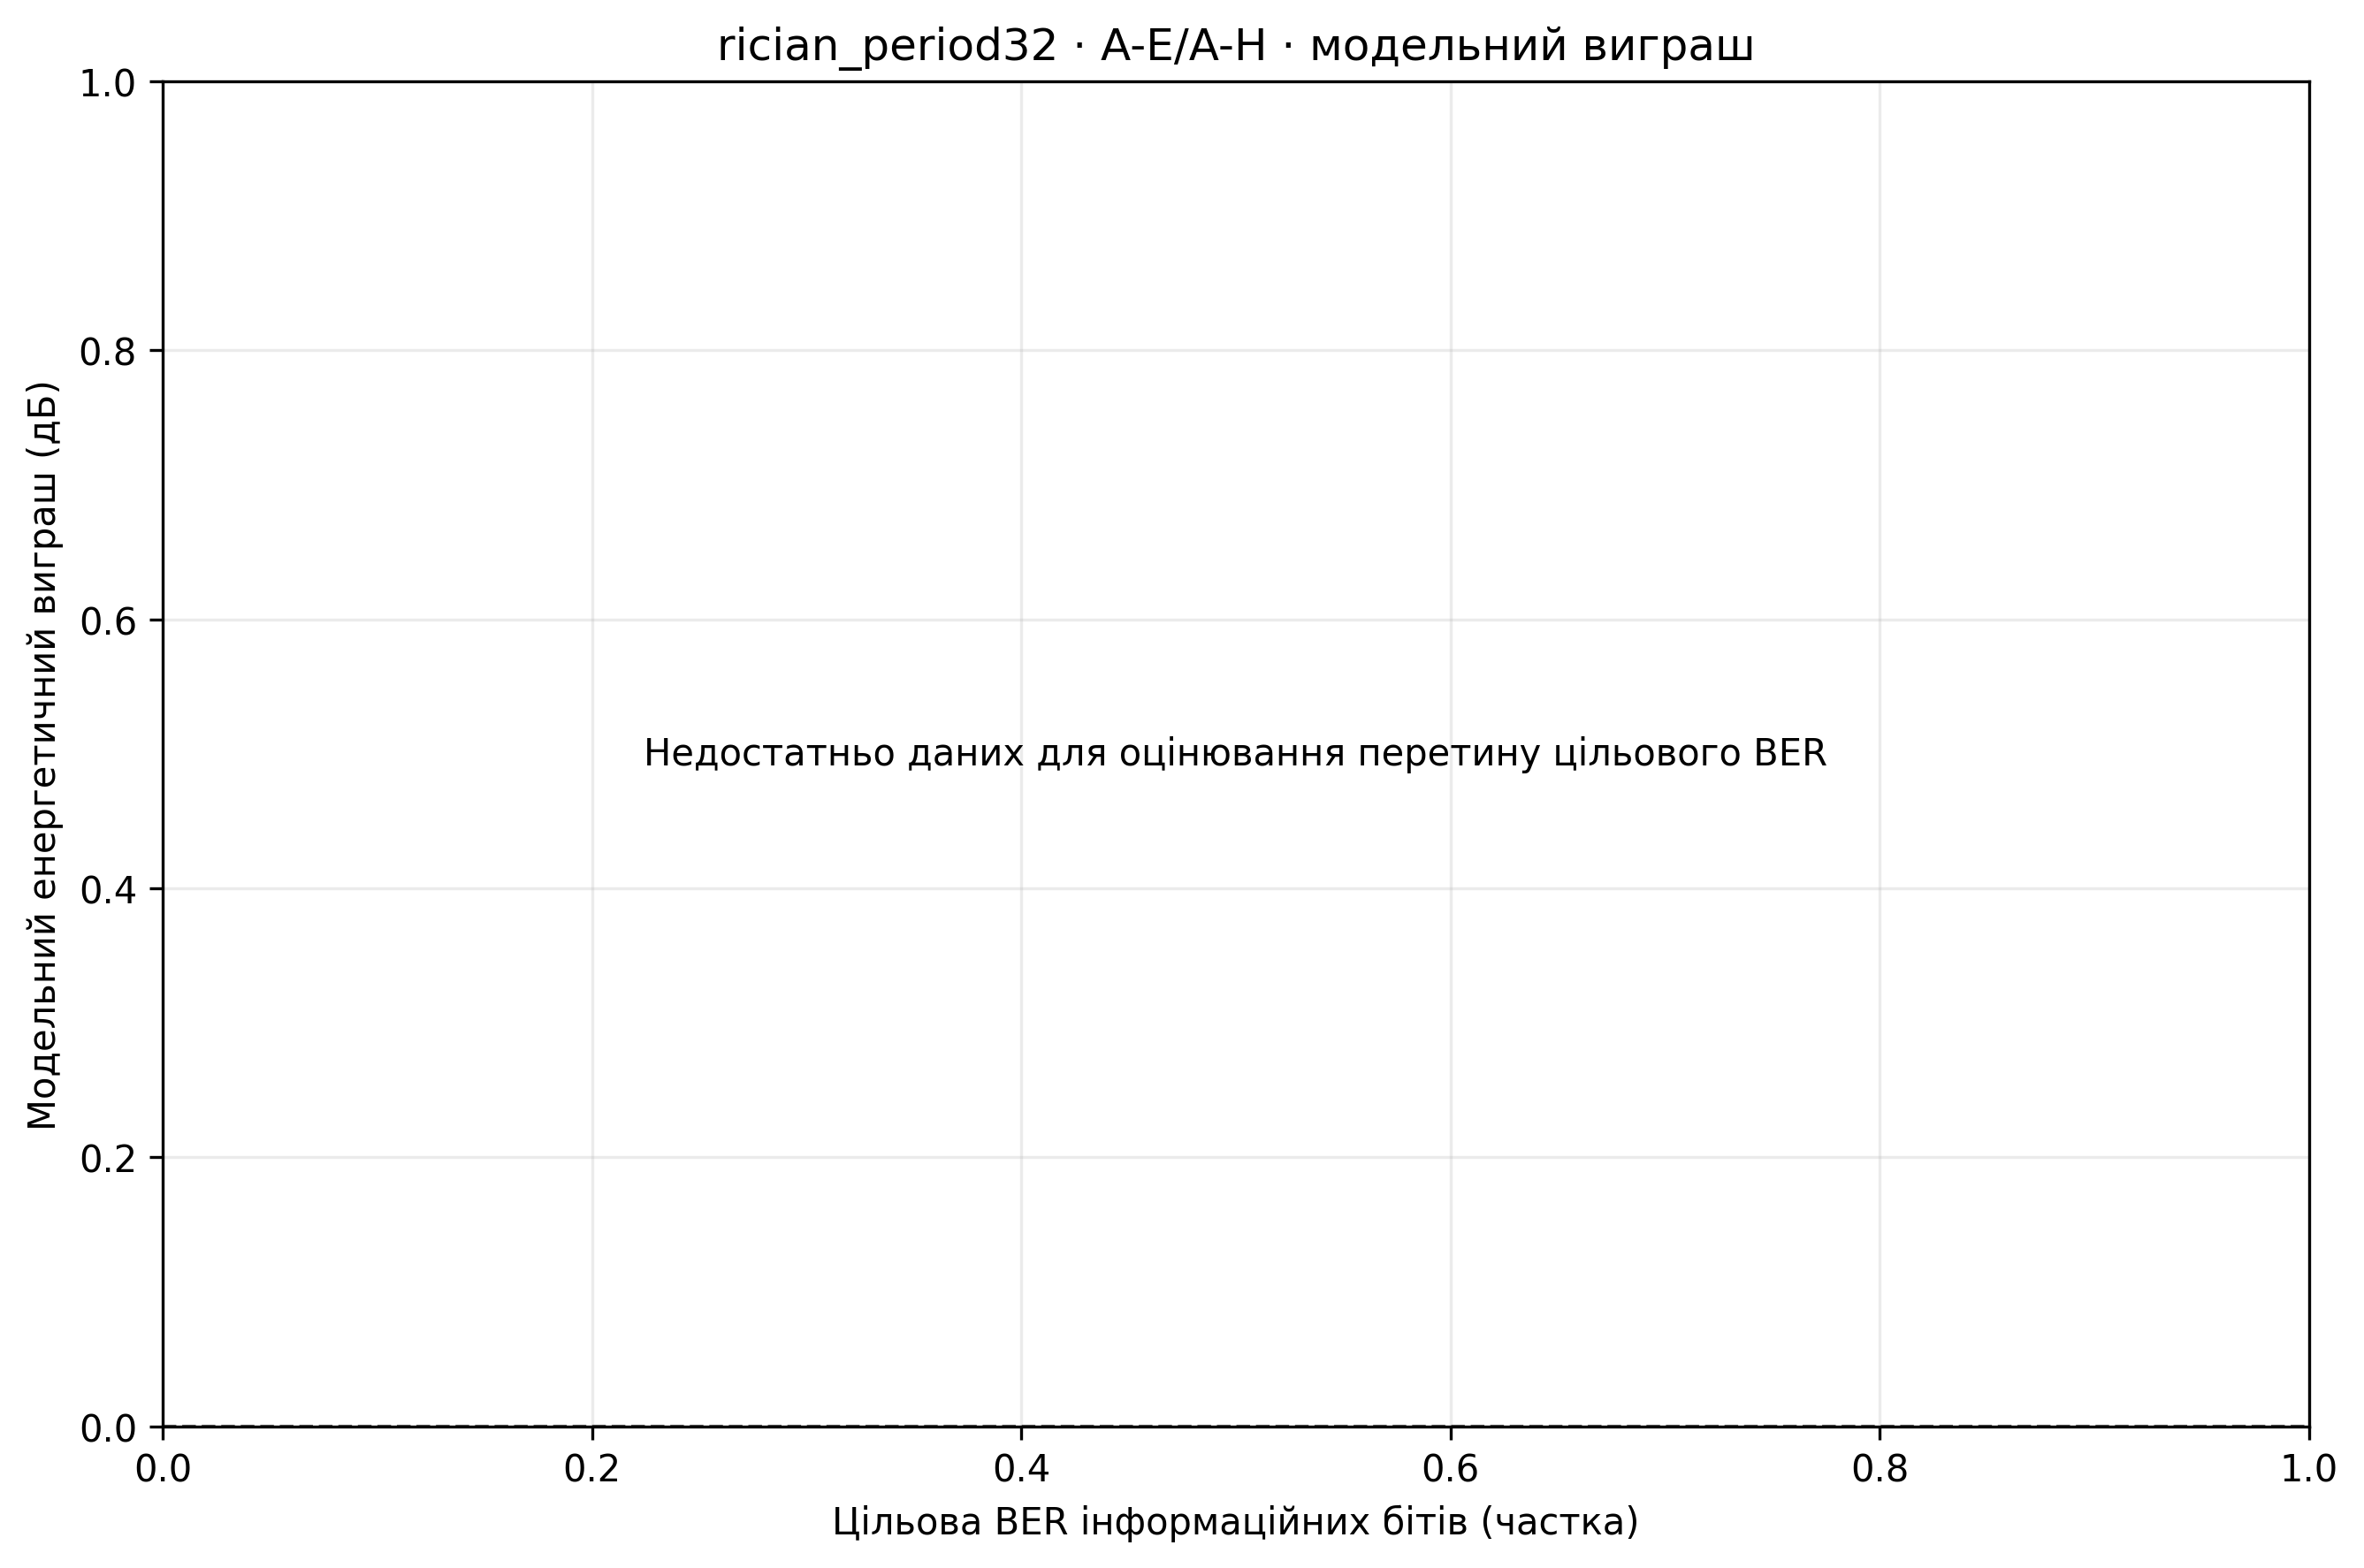 rician_period32 · A-E/A-H · модельний виграш
1.0
0.8
0.6
0.4
0.2
0.0
Модельний енергетичний виграш (дБ)
Недостатньо даних для оцінювання перетину цільового BER
0.0 0.2 0.4 0.6 0.8 1.0
Цільова BER інформаційних бітів (частка)